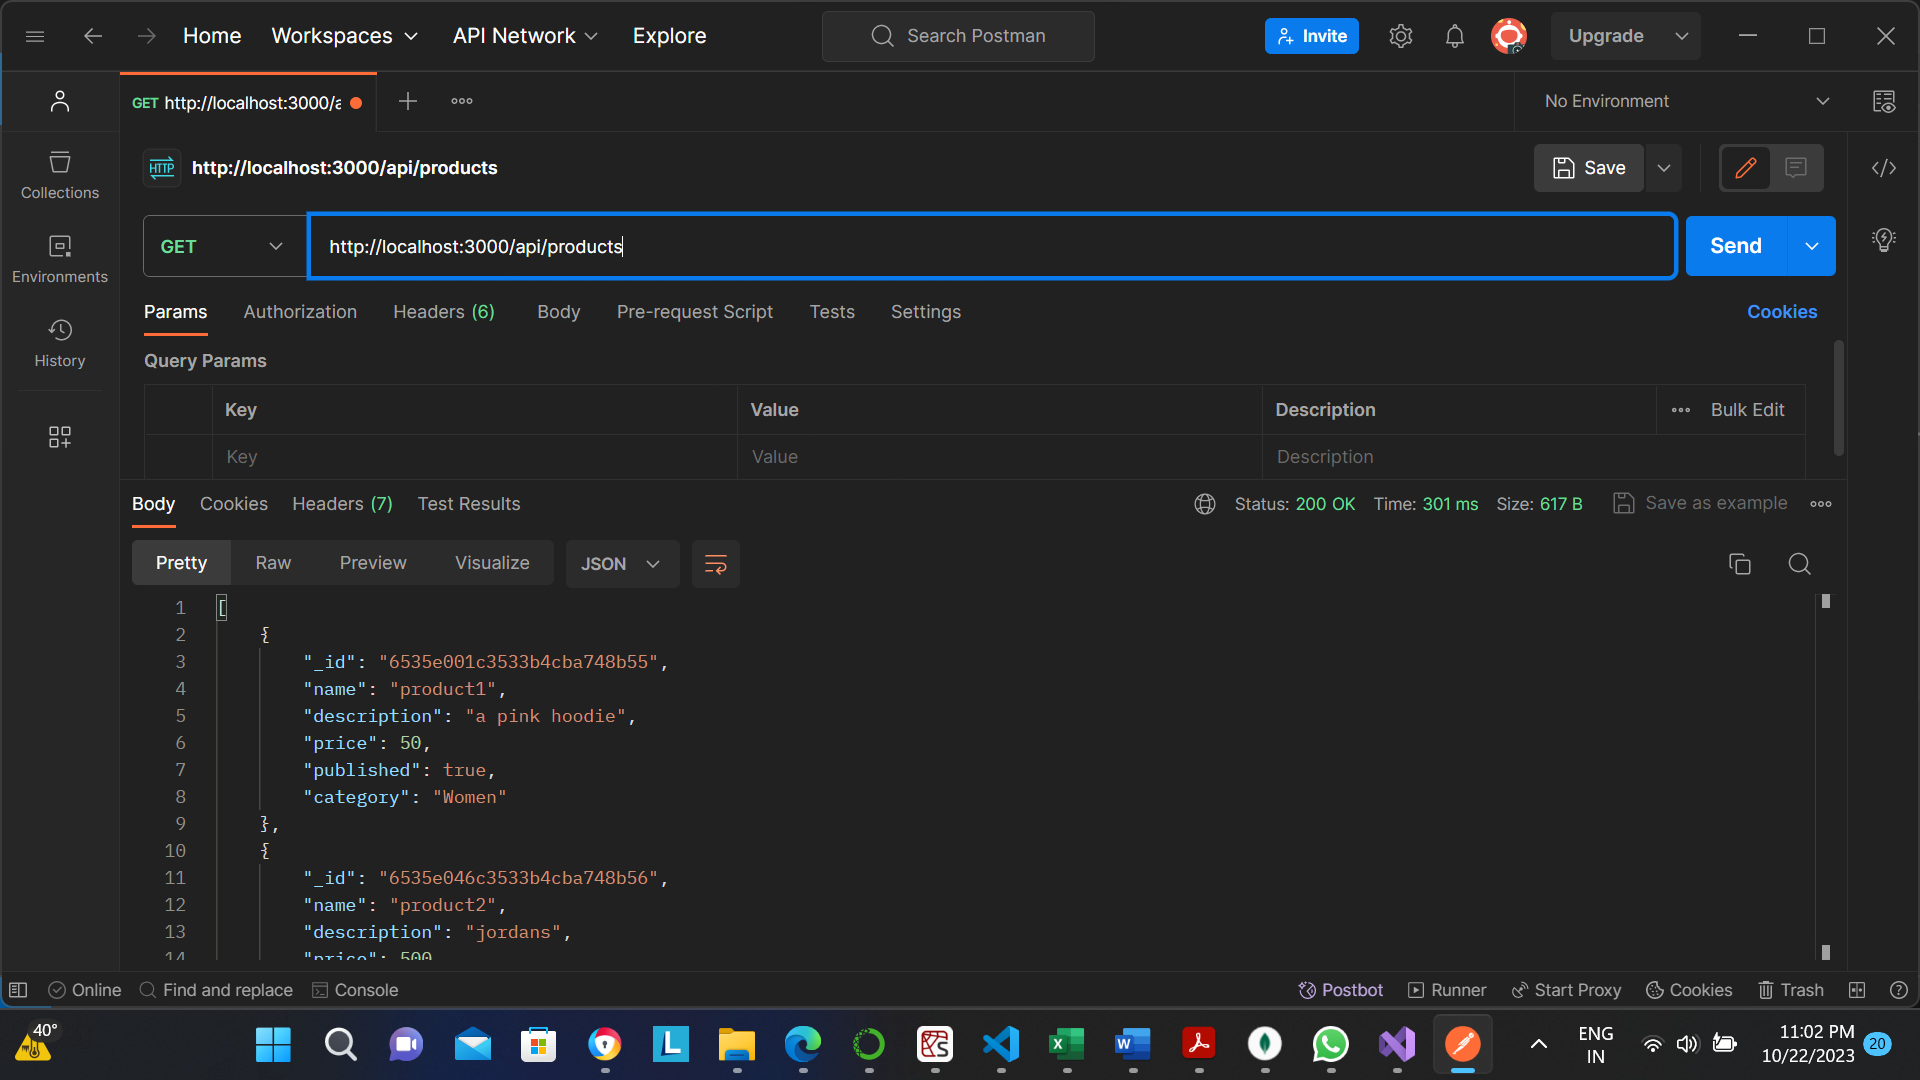 Home Workspaces API Network Explore Search Postman Invite Upgrade
GET http://localhost:3000/a No Environment
HTTP http://localhost:3000/api/products Save
GET http://localhost:3000/api/products Send
Params Authorization Headers (6) Body Pre-request Script Tests Settings Cookies
Query Params
Key Value Description Bulk Edit
Key Value Description
Collections
Environments
History
Body Cookies Headers (7) Test Results Status: 200 OK Time: 301 ms Size: 617 B Save as example
Pretty Raw Preview Visualize JSON
1 [
2 {
3 "_id": "6535e001c3533b4cba748b55",
4 "name": "product1",
5 "description": "a pink hoodie",
6 "price": 50,
7 "published": true,
8 "category": "Women"
9 },
10 {
11 "_id": "6535e046c3533b4cba748b56",
12 "name": "product2",
13 "description": "jordans",
14 "price": 500
Online Find and replace Console Postbot Runner Start Proxy Cookies Trash
40° ENG 11:02 PM
IN 10/22/2023 20